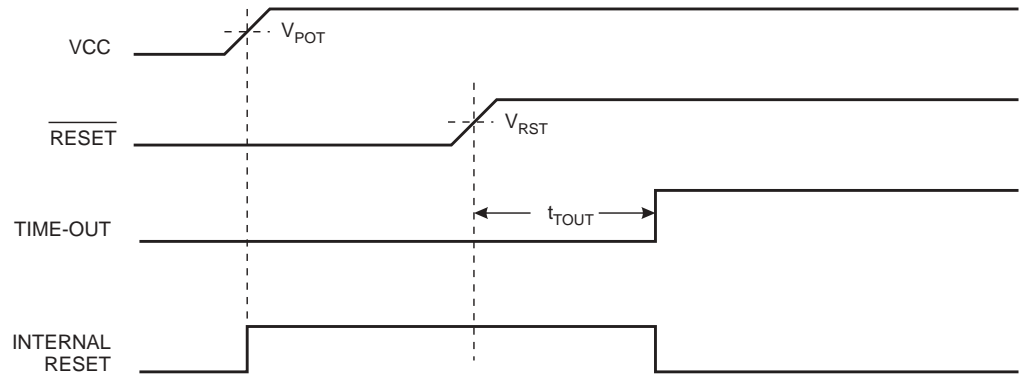 VCC
VPOT
RESET
VRST
TIME-OUT
tTOUT
INTERNAL
RESET